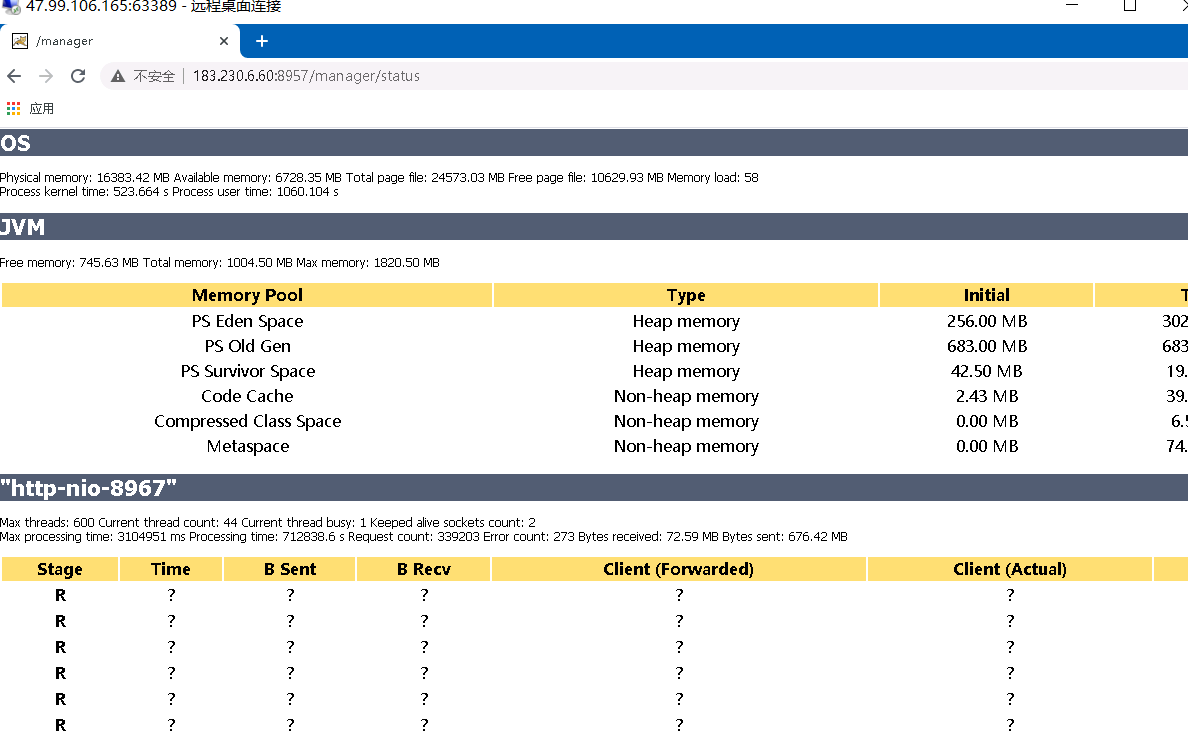 47.99.106.165:63389 - 远程桌面连接
/manager
不安全 183.230.6.60:8957/manager/status
应用
OS
Physical memory: 16383.42 MB Available memory: 6728.35 MB Total page file: 24573.03 MB Free page file: 10629.93 MB Memory load: 58
Process kernel time: 523.664 s Process user time: 1060.104 s
JVM
Free memory: 745.63 MB Total memory: 1004.50 MB Max memory: 1820.50 MB
Memory Pool Type Initial T
PS Eden Space Heap memory 256.00 MB 302
PS Old Gen Heap memory 683.00 MB 683
PS Survivor Space Heap memory 42.50 MB 19.
Code Cache Non-heap memory 2.43 MB 39.
Compressed Class Space Non-heap memory 0.00 MB 6.5
Metaspace Non-heap memory 0.00 MB 74.
"http-nio-8967"
Max threads: 600 Current thread count: 44 Current thread busy: 1 Keeped alive sockets count: 2
Max processing time: 3104951 ms Processing time: 712838.6 s Request count: 339203 Error count: 273 Bytes received: 72.59 MB Bytes sent: 676.42 MB
Stage Time B Sent B Recv Client (Forwarded) Client (Actual)
R ? ? ? ? ?
R ? ? ? ? ?
R ? ? ? ? ?
R ? ? ? ? ?
R ? ? ? ? ?
R ? ? ? ? ?